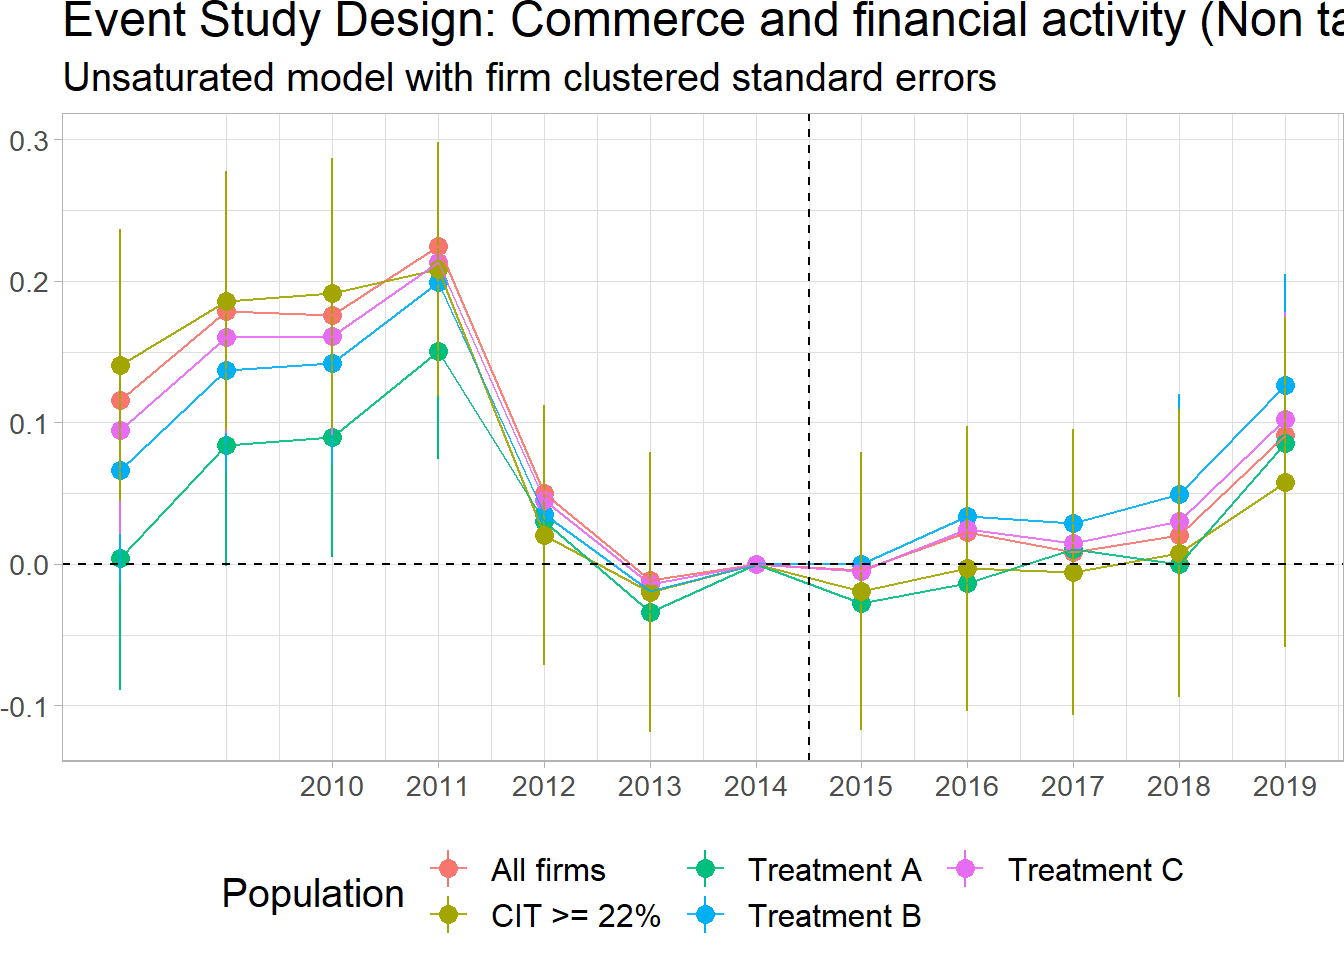 Event Study Design: Commerce and financial activity (Non ta
Unsaturated model with firm clustered standard errors
0.3
0.2
0.1
0.0
-0.1
2010 2011 2012 2013 2014 2015 2016 2017 2018 2019
Population
All firms
CIT >= 22%
Treatment A
Treatment B
Treatment C